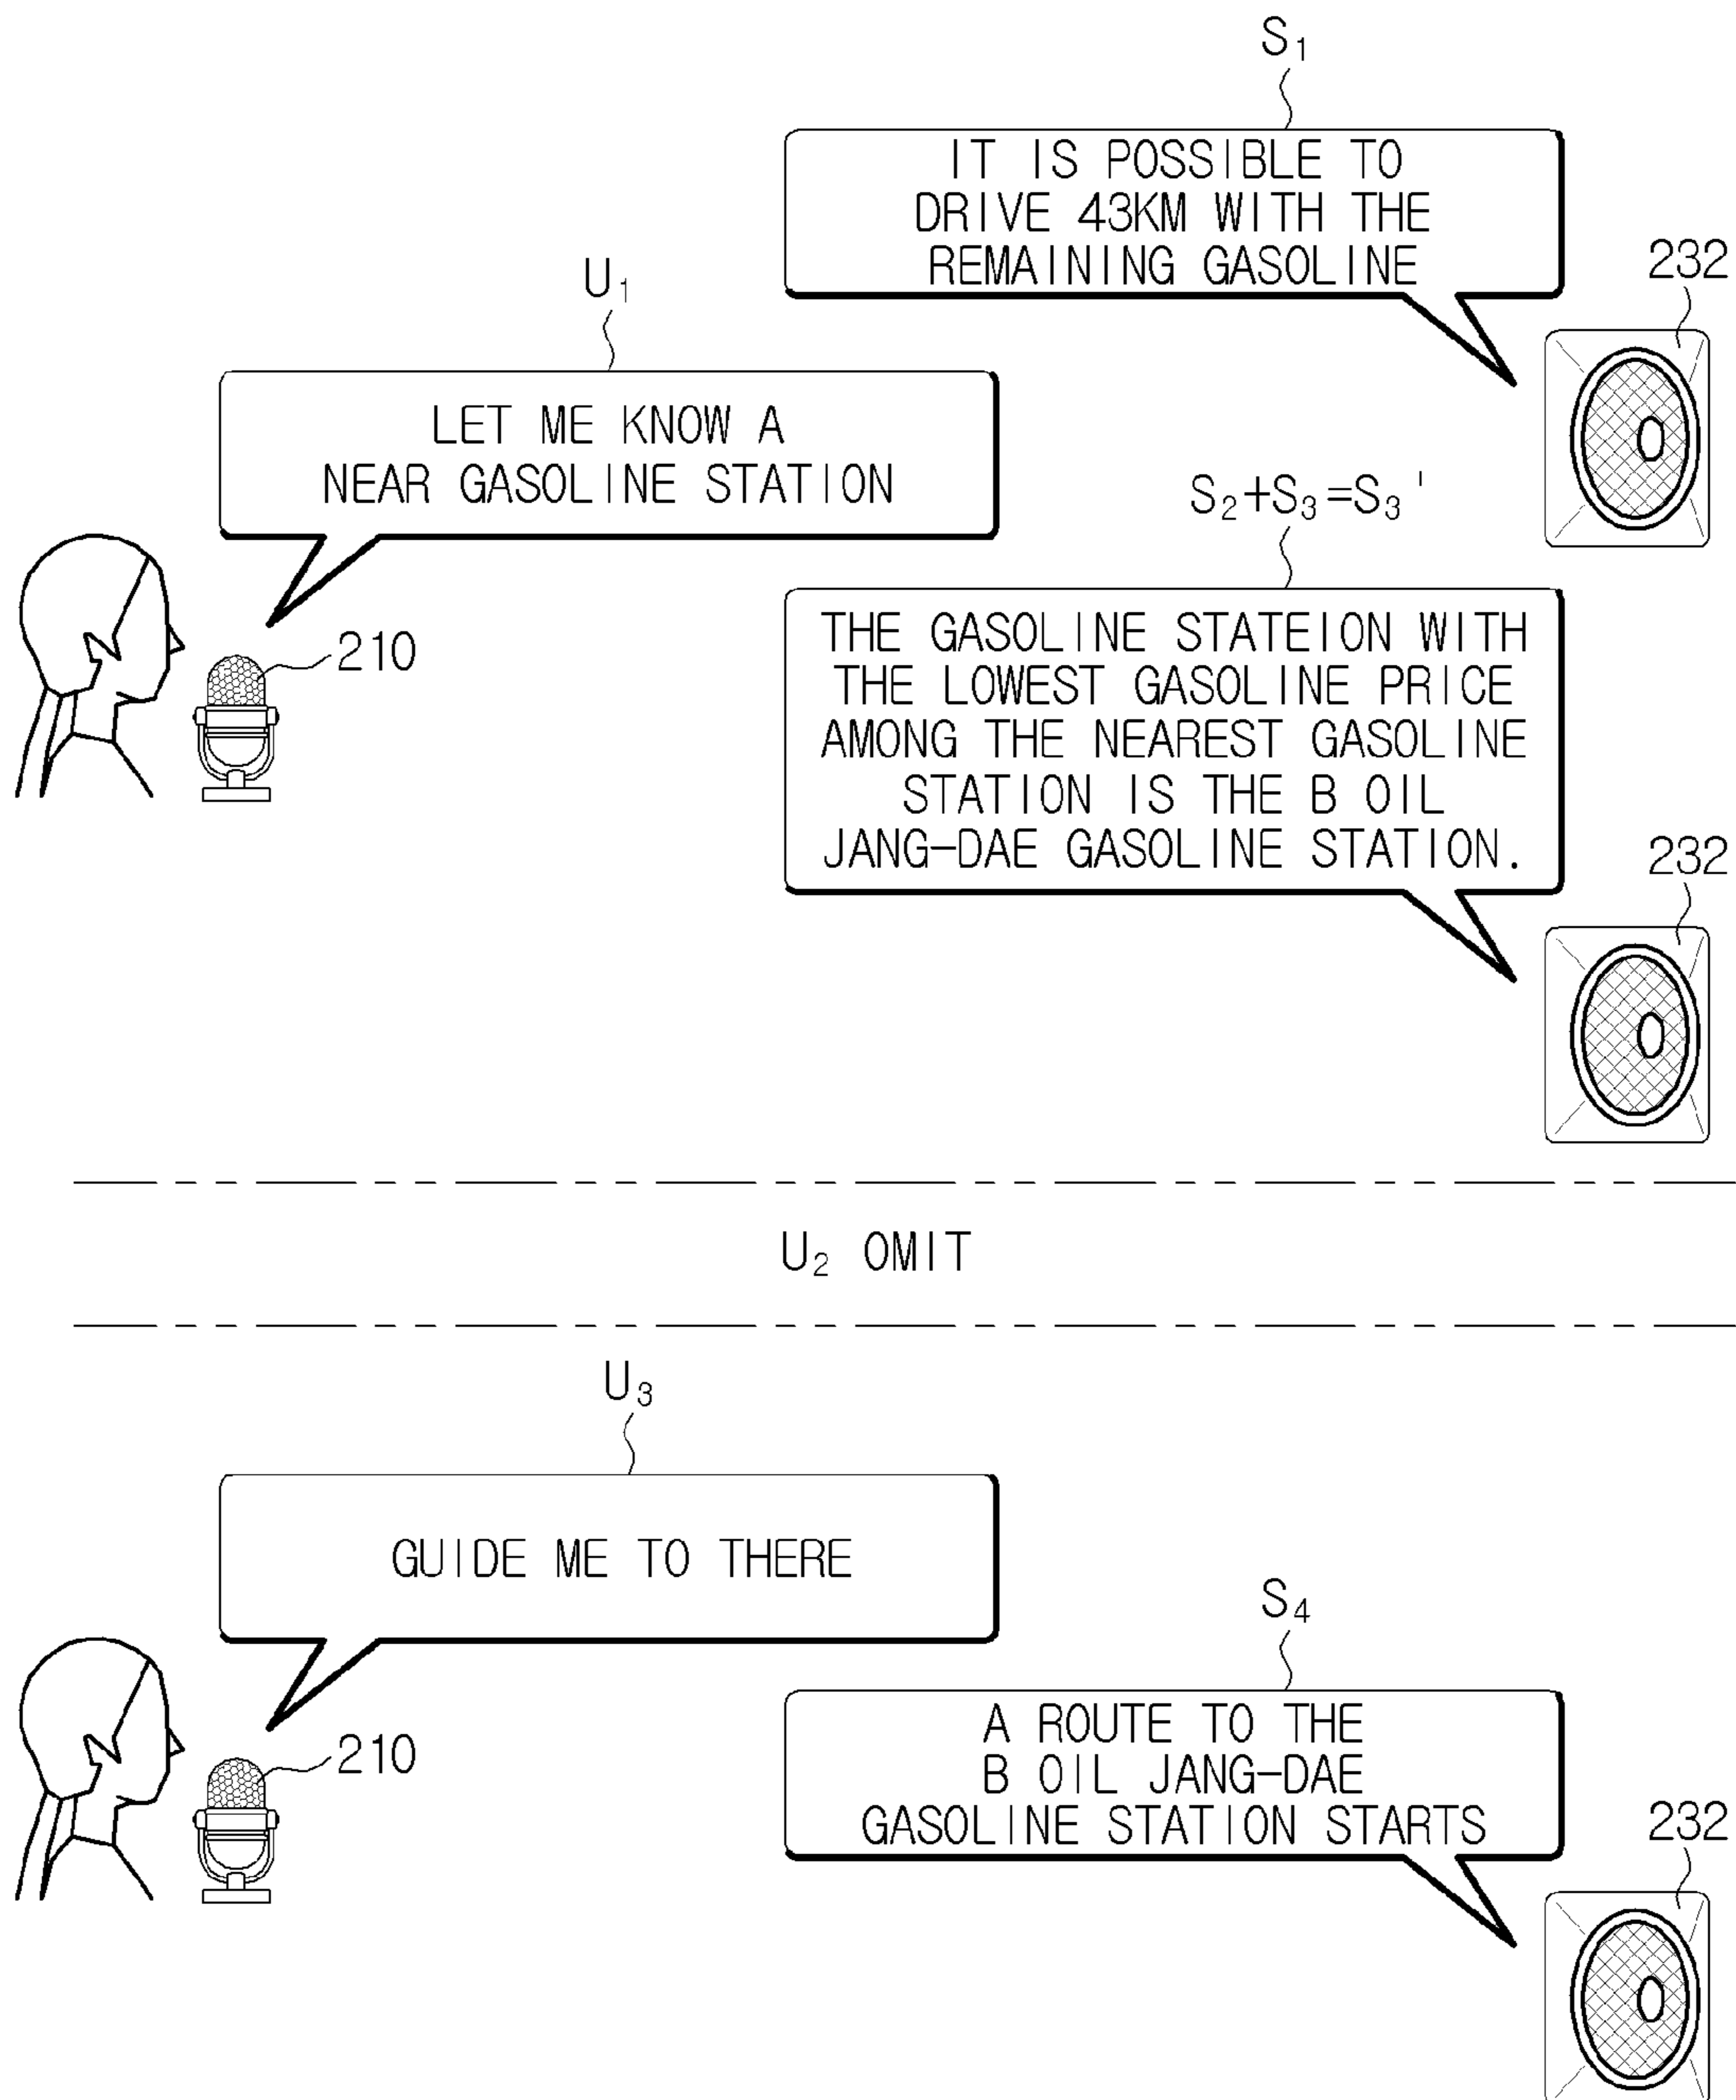 S₁
IT IS POSSIBLE TO
DRIVE 43KM WITH THE
REMAINING GASOLINE
232
U₁
LET ME KNOW A
NEAR GASOLINE STATION
210
S₂+S₃=S₃'
THE GASOLINE STATEION WITH
THE LOWEST GASOLINE PRICE
AMONG THE NEAREST GASOLINE
STATION IS THE B OIL
JANG-DAE GASOLINE STATION.
232
U₂ OMIT
U₃
GUIDE ME TO THERE
210
S₄
A ROUTE TO THE
B OIL JANG-DAE
GASOLINE STATION STARTS
232